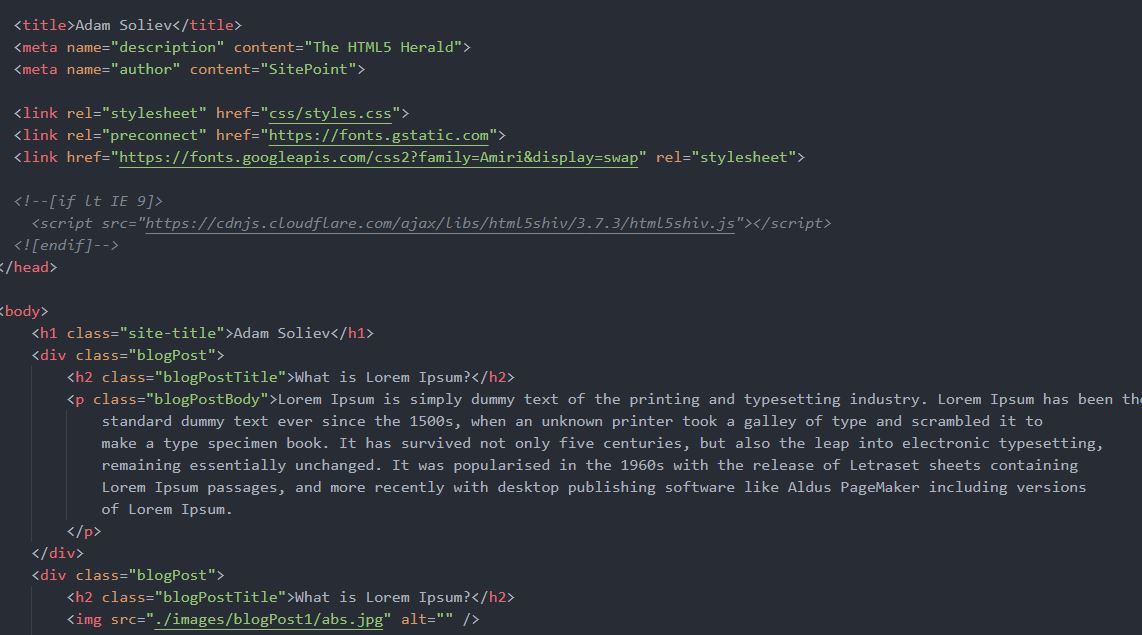 <title>Adam Soliev</title>
<meta name="description" content="The HTML5 Herald">
<meta name="author" content="SitePoint">
<link rel="stylesheet" href="css/styles.css">
<link rel="preconnect" href="https://fonts.gstatic.com">
<link href="https://fonts.googleapis.com/css2?family=Amiri&display=swap" rel="stylesheet">
<!--[if lt IE 9]>
<script src="https://cdnjs.cloudflare.com/ajax/libs/html5shiv/3.7.3/html5shiv.js"></script>
<![endif]-->
</head>
<body>
<h1 class="site-title">Adam Soliev</h1>
<div class="blogPost">
<h2 class="blogPostTitle">What is Lorem Ipsum?</h2>
<p class="blogPostBody">Lorem Ipsum is simply dummy text of the printing and typesetting industry. Lorem Ipsum has been the
standard dummy text ever since the 1500s, when an unknown printer took a galley of type and scrambled it to
make a type specimen book. It has survived not only five centuries, but also the leap into electronic typesetting,
remaining essentially unchanged. It was popularised in the 1960s with the release of Letraset sheets containing
Lorem Ipsum passages, and more recently with desktop publishing software like Aldus PageMaker including versions
of Lorem Ipsum.
</p>
</div>
<div class="blogPost">
<h2 class="blogPostTitle">What is Lorem Ipsum?</h2>
<img src="./images/blogPost1/abs.jpg" alt="" />